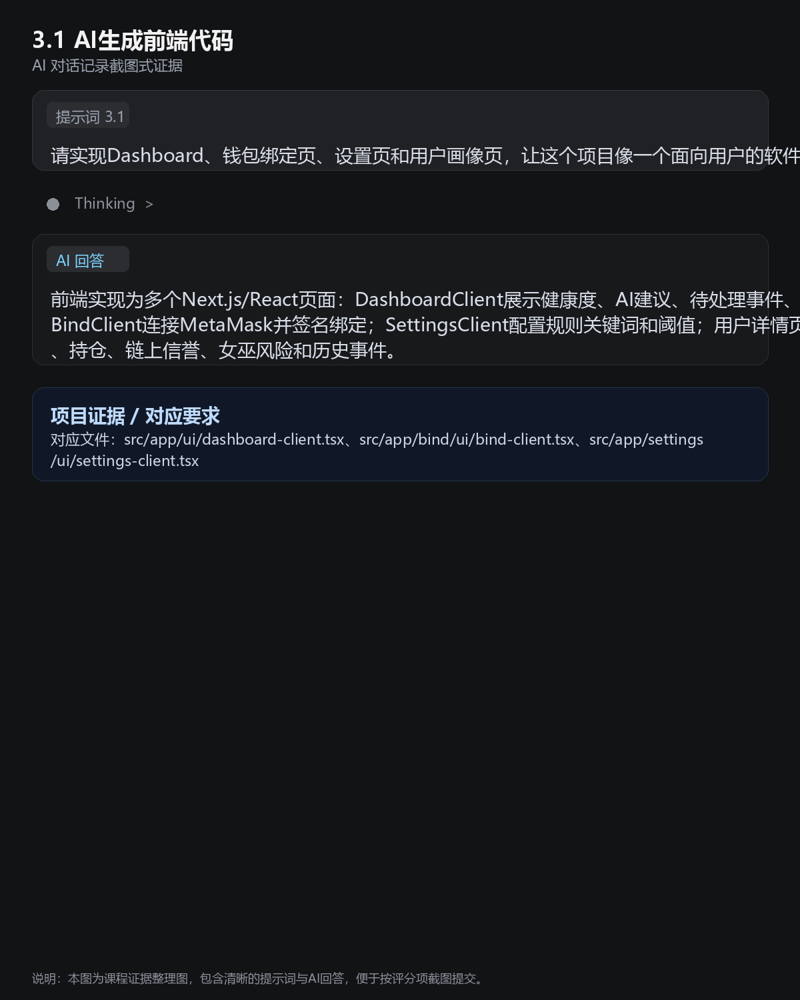 3.1 AI生成前端代码
AI 对话记录截图式证据
提示词 3.1
请实现Dashboard、钱包绑定页、设置页和用户画像页，让这个项目像一个面向用户的软件
Thinking >
AI 回答
前端实现为多个Next.js/React页面：DashboardClient展示健康度、AI建议、待处理事件、
BindClient连接MetaMask并签名绑定；SettingsClient配置规则关键词和阈值；用户详情页
、持仓、链上信誉、女巫风险和历史事件。
项目证据 / 对应要求
对应文件：src/app/ui/dashboard-client.tsx、src/app/bind/ui/bind-client.tsx、src/app/settings
/ui/settings-client.tsx
说明：本图为课程证据整理图，包含清晰的提示词与AI回答，便于按评分项截图提交。